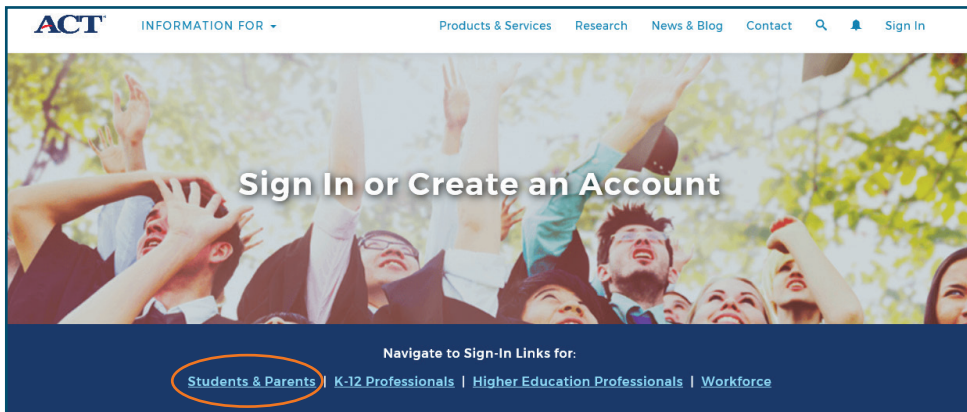 ACT INFORMATION FOR Products & Services Research News & Blog Contact Sign In
Sign In or Create an Account
Navigate to Sign-In Links for:
Students & Parents | K-12 Professionals | Higher Education Professionals | Workforce